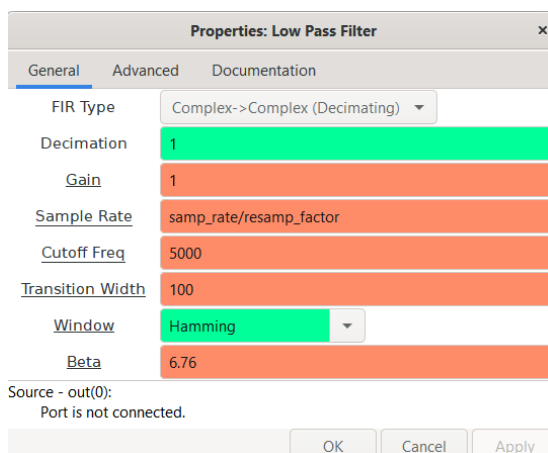 Properties: Low Pass Filter ×
General Advanced Documentation
FIR Type Complex->Complex (Decimating)
Decimation 1
Gain 1
Sample Rate samp_rate/resamp_factor
Cutoff Freq 5000
Transition Width 100
Window Hamming
Beta 6.76
Source - out(0):
Port is not connected.
OK Cancel Apply